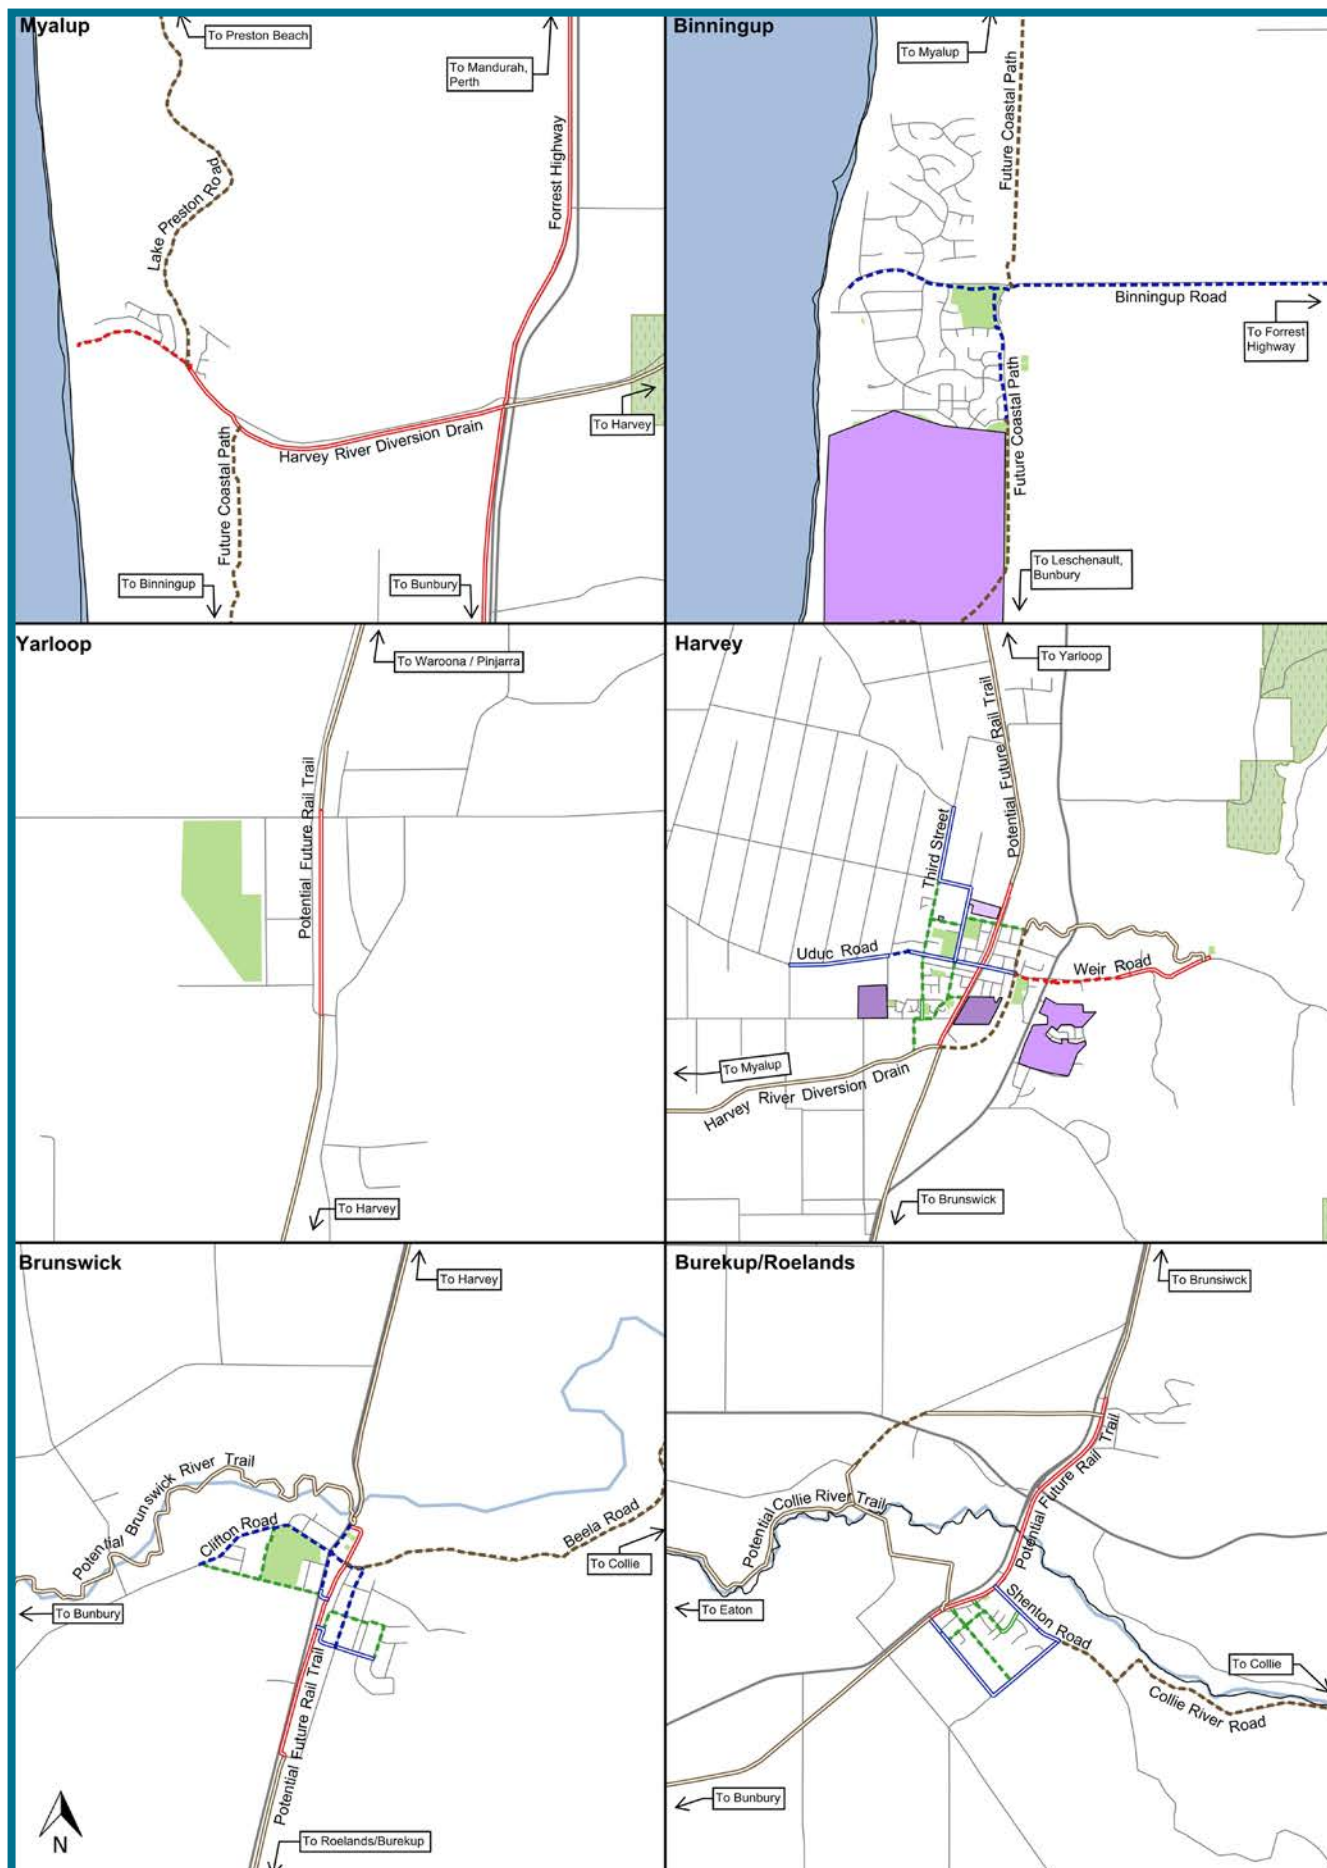 Myalup
To Preston Beach
To Mandurah,
Perth
Lake Preston Road
Forrest Highway
Harvey River Diversion Drain
To Harvey
Future Coastal Path
To Binningup
To Bunbury
Binningup
To Myalup
Future Coastal Path
Binningup Road
To Forrest
Highway
Future Coastal Path
To Leschenault,
Bunbury
Yarloop
To Waroona / Pinjarra
Potential Future Rail Trail
To Harvey
Harvey
To Yarloop
Potential Future Rail Trail
Third Street
Uduc Road
Weir Road
To Myalup
Harvey River Diversion Drain
To Brunswick
Brunswick
To Harvey
Potential Brunswick River Trail
Clifton Road
Beela Road
To Collie
To Bunbury
Potential Future Rail Trail
N
To Roelands/Burekup
Burekup/Roelands
To Brunsiwck
Potential Future Rail Trail
Potential Collie River Trail
To Eaton
Shenton Road
To Collie
Collie River Road
To Bunbury